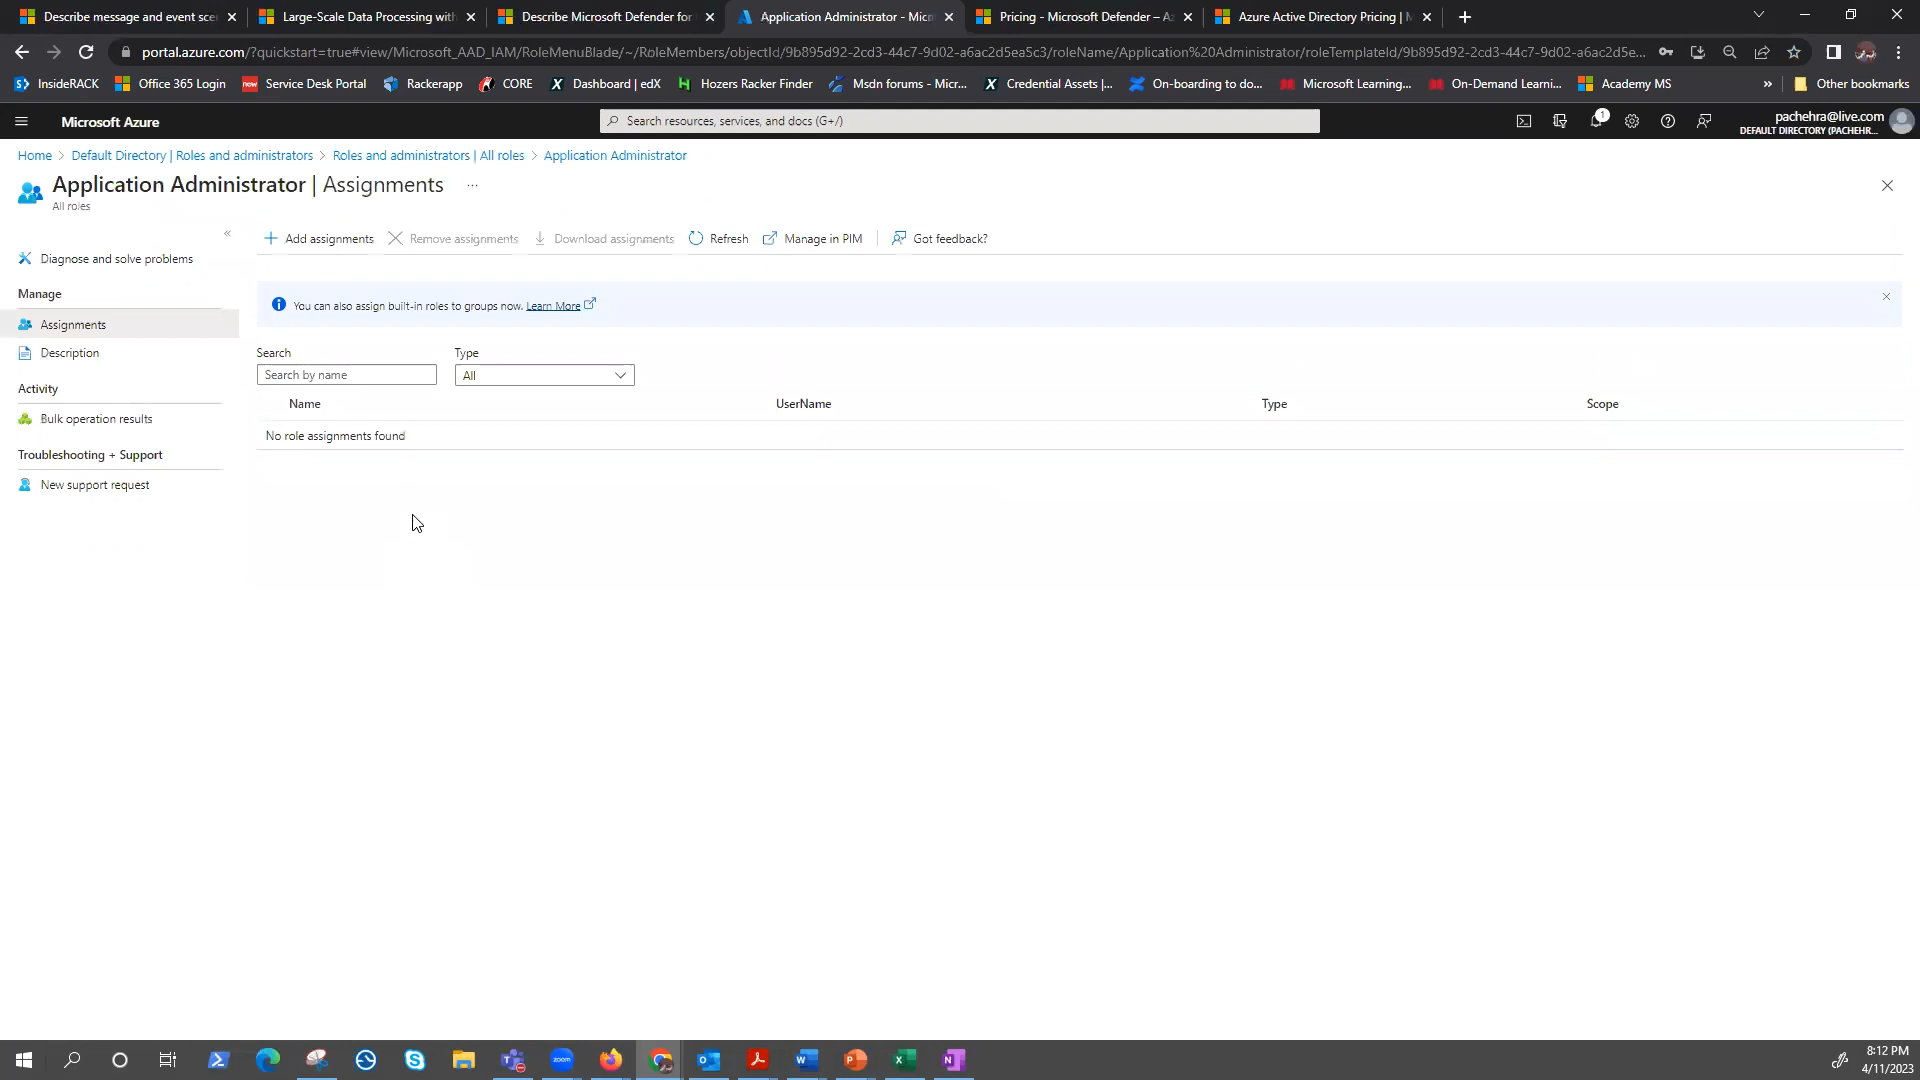 Describe message and event sce
Large-Scale Data Processing with
Describe Microsoft Defender for
Application Administrator - Micr
Pricing - Microsoft Defender – Az
Azure Active Directory Pricing | M
portal.azure.com/?quickstart=true#view/Microsoft_AAD_IAM/RoleMenuBlade/~/RoleMembers/objectId/9b895d92-2cd3-44c7-9d02-a6ac2d5ea5c3/roleName/Application%20Administrator/roleTemplateId/9b895d92-2cd3-44c7-9d02-a6ac2d5e...
InsideRACK
Office 365 Login
now Service Desk Portal
Rackerapp
CORE
Dashboard | edX
Hozers Racker Finder
Msdn forums - Micr...
Credential Assets |...
On-boarding to do...
Microsoft Learning...
On-Demand Learni...
Academy MS
»
Other bookmarks
Microsoft Azure
Search resources, services, and docs (G+/)
1
pachehra@live.com
DEFAULT DIRECTORY (PACHEHR...
Home > Default Directory | Roles and administrators > Roles and administrators | All roles > Application Administrator
Application Administrator | Assignments ...
All roles
«
Diagnose and solve problems
Manage
Assignments
Description
Activity
Bulk operation results
Troubleshooting + Support
New support request
Add assignments
Remove assignments
Download assignments
Refresh
Manage in PIM
Got feedback?
You can also assign built-in roles to groups now. Learn More
Search
Type
Search by name
All
Name UserName Type Scope
No role assignments found
zoom
8:12 PM
4/11/2023